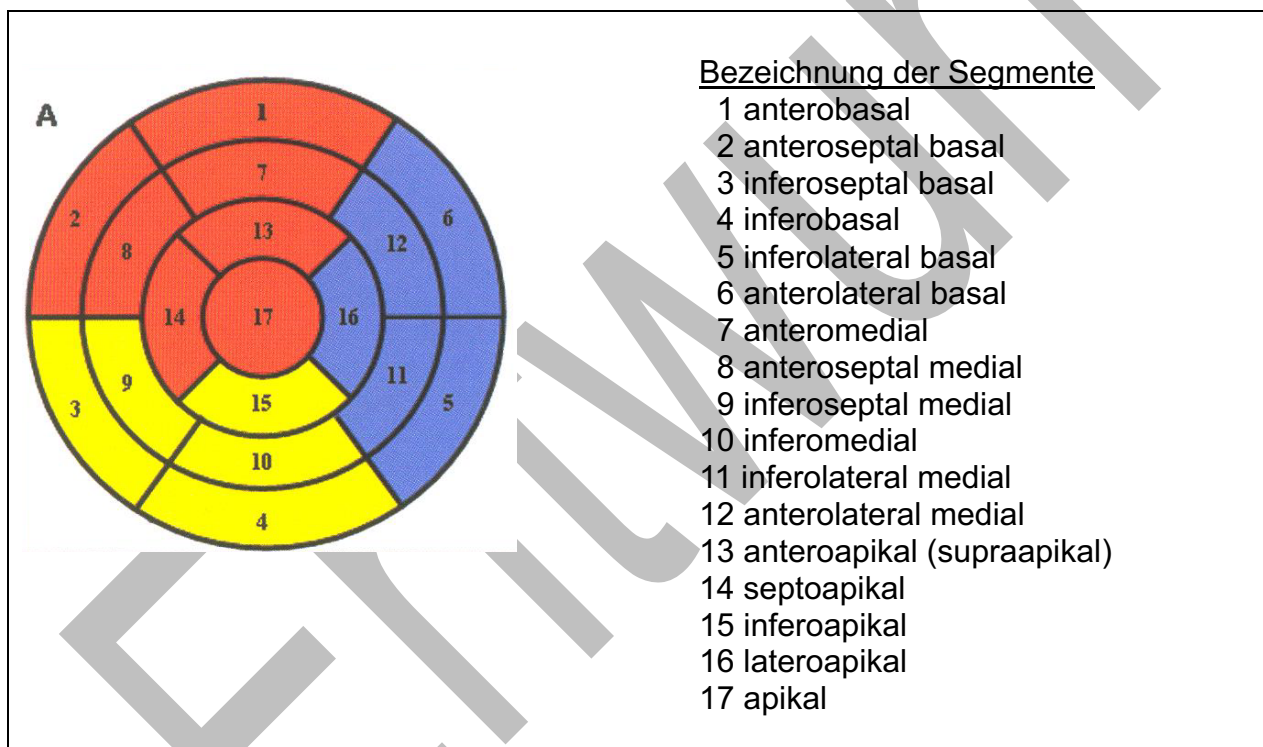 A
1
7
2
6
13
12
8
14
17
16
9
11
3
15
5
10
4
Bezeichnung der Segmente
1 anterobasal
2 anteroseptal basal
3 inferoseptal basal
4 inferobasal
5 inferolateral basal
6 anterolateral basal
7 anteromedial
8 anteroseptal medial
9 inferoseptal medial
10 inferomedial
11 inferolateral medial
12 anterolateral medial
13 anteroapikal (supraapikal)
14 septoapikal
15 inferoapikal
16 lateroapikal
17 apikal